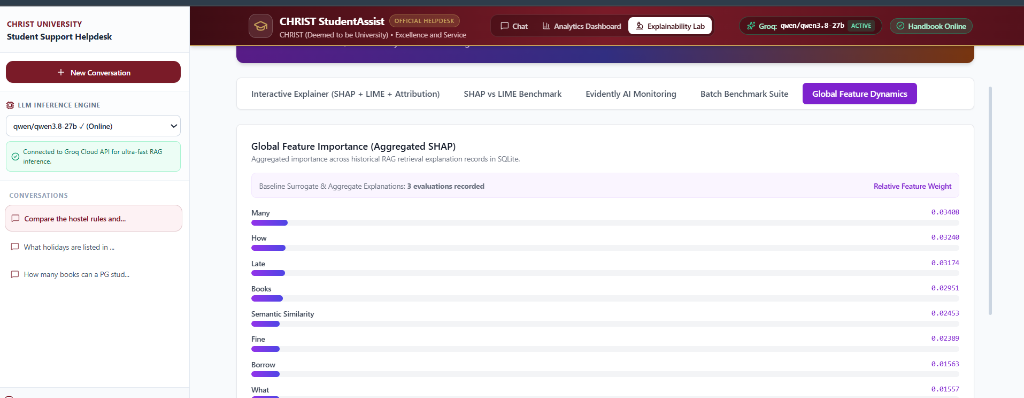 CHRIST UNIVERSITY
Student Support Helpdesk
+ New Conversation
LLM INFERENCE ENGINE
qwen/qwen3.8-27b ✓ (Online)
Connected to Groq Cloud API for ultra-fast RAG
inference.
CONVERSATIONS
Compare the hostel rules and...
What holidays are listed in ...
How many books can a PG stud...
CHRIST StudentAssist OFFICIAL HELPDESK
CHRIST (Deemed to be University) • Excellence and Service
Chat Analytics Dashboard Explainability Lab
Groq: qwen/qwen3.8-27b ACTIVE
Handbook Online
Interactive Explainer (SHAP + LIME + Attribution) SHAP vs LIME Benchmark Evidently AI Monitoring Batch Benchmark Suite Global Feature Dynamics
Global Feature Importance (Aggregated SHAP)
Aggregated importance across historical RAG retrieval explanation records in SQLite.
Baseline Surrogate & Aggregate Explanations: 3 evaluations recorded Relative Feature Weight
Many 0.03408
How 0.03240
Late 0.03174
Books 0.02951
Semantic Similarity 0.02453
Fine 0.02389
Borrow 0.01563
What 0.01557